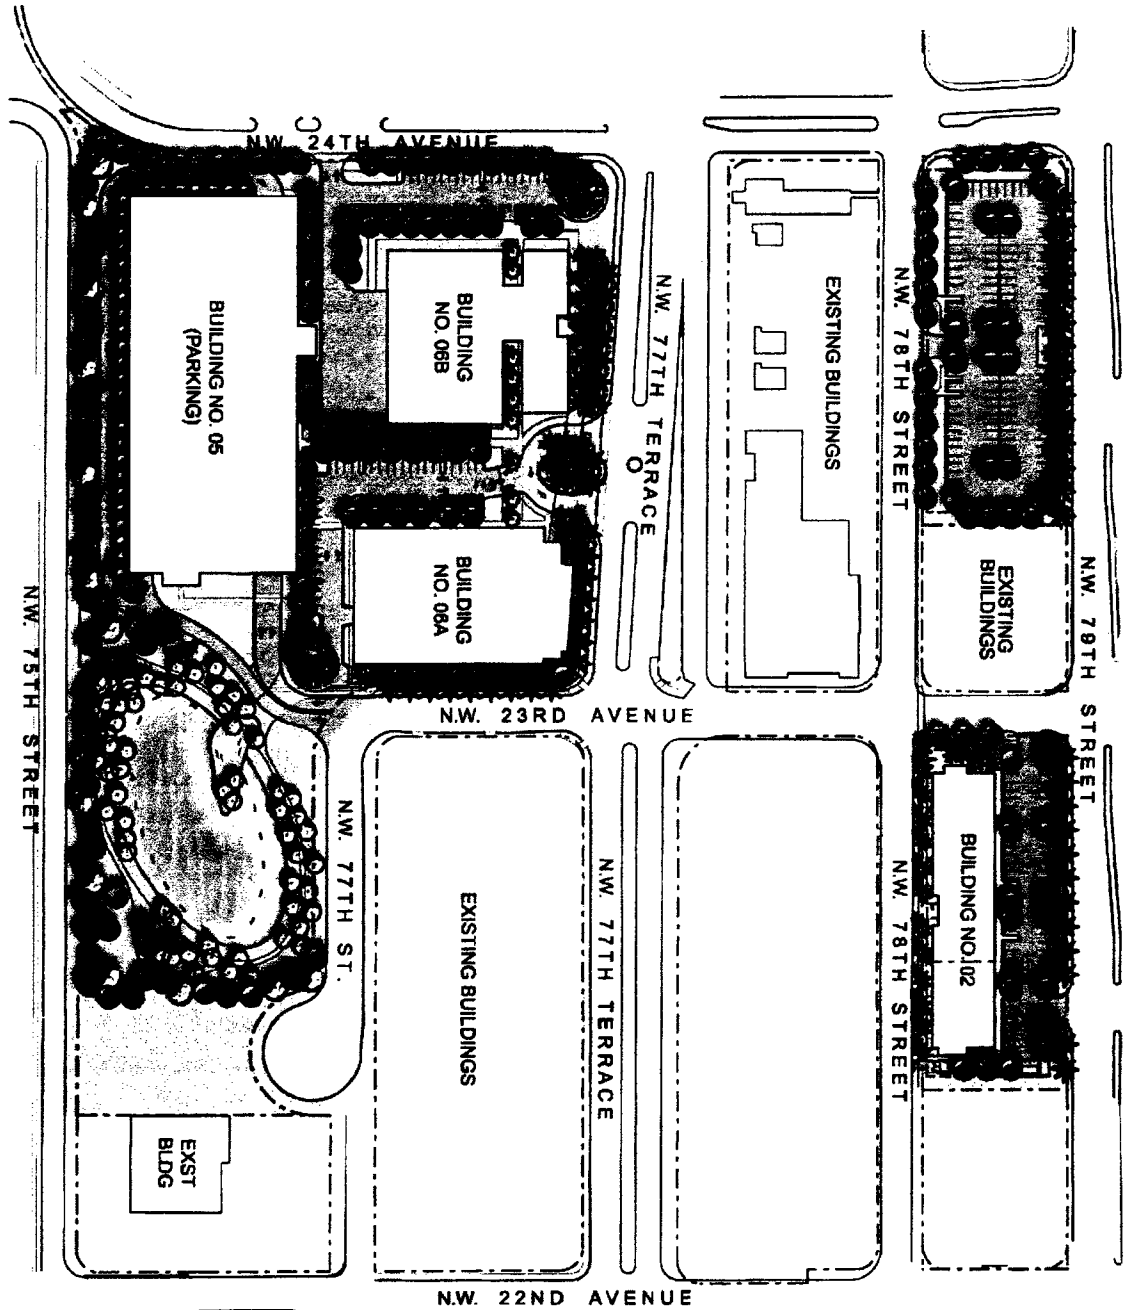 N.W. 24TH AVENUE
BUILDING NO. 05
(PARKING)
BUILDING
NO. 06B
N.W. 77TH TERRACE
EXISTING BUILDINGS
N.W. 78TH STREET
BUILDING
NO. 06A
EXISTING
BUILDINGS
N.W. 79TH STREET
N.W. 75TH STREET
N.W. 23RD AVENUE
N.W. 77TH ST.
EXISTING BUILDINGS
N.W. 77TH TERRACE
N.W. 78TH STREET
BUILDING NO. 02
EXST
BLDG
N.W. 22ND AVENUE